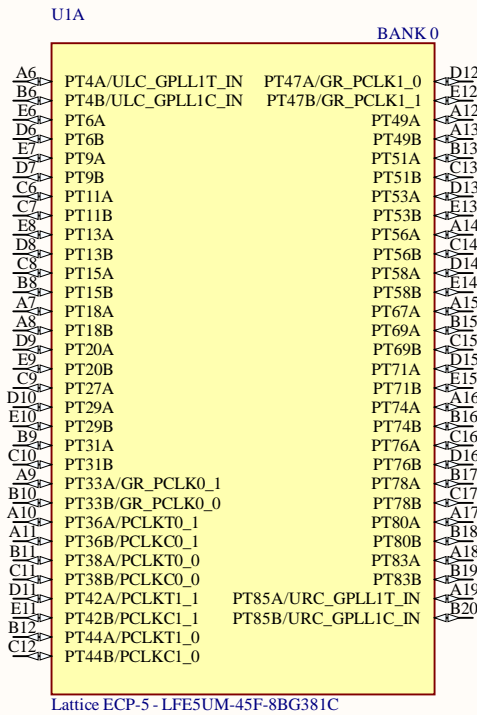 U1A
BANK 0
A6 PT4A/ULC_GPLL1T_IN PT47A/GR_PCLK1_0 D12
B6 PT4B/ULC_GPLL1C_IN PT47B/GR_PCLK1_1 E12
E6 PT6A PT49A A12
D6 PT6B PT49B A13
E7 PT9A PT51A B13
D7 PT9B PT51B C13
C6 PT11A PT53A D13
C7 PT11B PT53B E13
E8 PT13A PT56A A14
D8 PT13B PT56B C14
C8 PT15A PT58A D14
B8 PT15B PT58B E14
A7 PT18A PT67A A15
A8 PT18B PT69A B15
D9 PT20A PT69B C15
E9 PT20B PT71A D15
C9 PT27A PT71B E15
D10 PT29A PT74A A16
E10 PT29B PT74B B16
B9 PT31A PT76A C16
C10 PT31B PT76B D16
A9 PT33A/GR_PCLK0_1 PT78A B17
B10 PT33B/GR_PCLK0_0 PT78B C17
A10 PT36A/PCLKT0_1 PT80A A17
A11 PT36B/PCLKC0_1 PT80B B18
B11 PT38A/PCLKT0_0 PT83A A18
C11 PT38B/PCLKC0_0 PT83B B19
D11 PT42A/PCLKT1_1 PT85A/URC_GPLL1T_IN A19
E11 PT42B/PCLKC1_1 PT85B/URC_GPLL1C_IN B20
B12 PT44A/PCLKT1_0
C12 PT44B/PCLKC1_0
Lattice ECP-5 - LFE5UM-45F-8BG381C